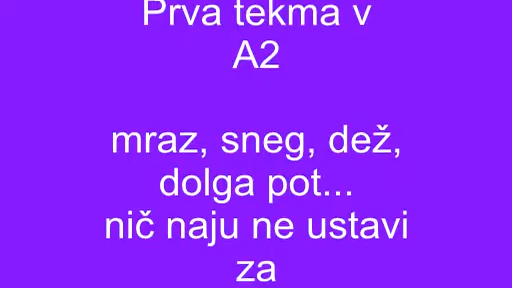 Prva tekma v
A2
mraz, sneg, dež,
dolga pot...
nič naju ne ustavi
za